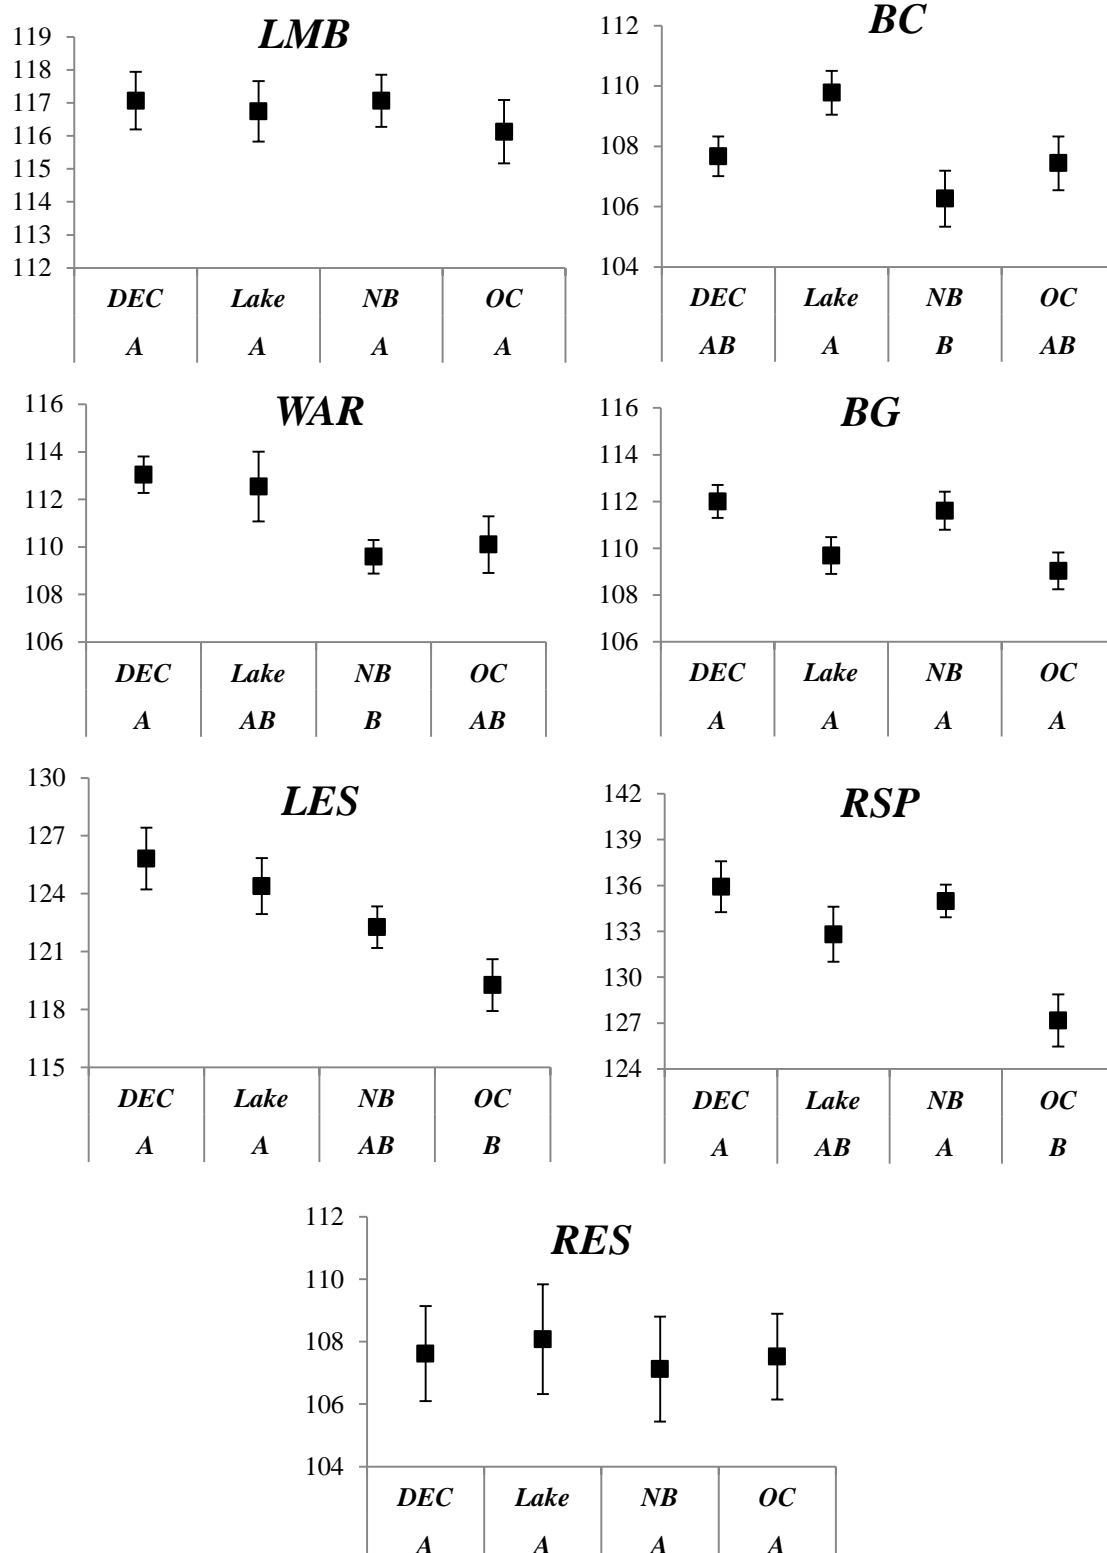 LMB
119
118
117
116
115
114
113
112
DEC Lake NB OC
A A A A
BC
112
110
108
106
104
DEC Lake NB OC
AB A B AB
WAR
116
114
112
110
108
106
DEC Lake NB OC
A AB B AB
BG
116
114
112
110
108
106
DEC Lake NB OC
A A A A
LES
130
127
124
121
118
115
DEC Lake NB OC
A A AB B
RSP
142
139
136
133
130
127
124
DEC Lake NB OC
A AB A B
RES
112
110
108
106
104
DEC Lake NB OC
A A A A